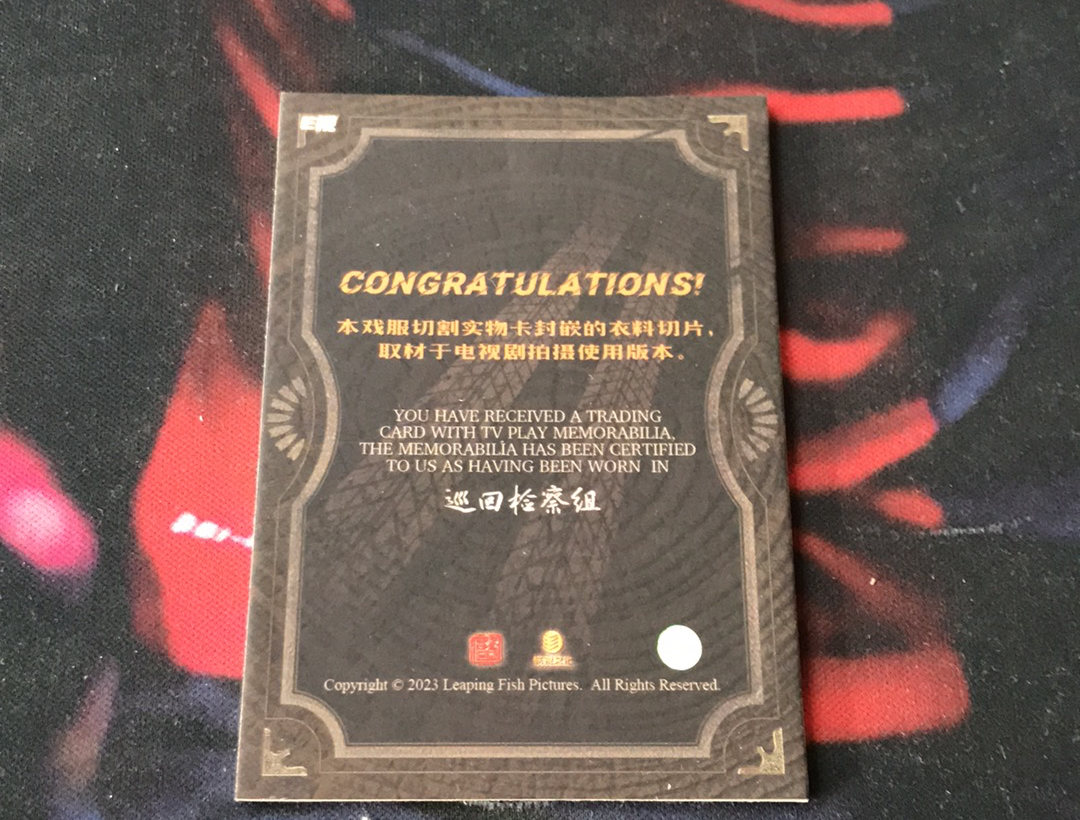 CONGRATULATIONS!
本戏服切割实物卡封嵌的衣料切片，
取材于电视剧拍摄使用版本。
YOU HAVE RECEIVED A TRADING
CARD WITH TV PLAY MEMORABILIA,
THE MEMORABILIA HAS BEEN CERTIFIED
TO US AS HAVING BEEN WORN IN
巡回检察组
Copyright © 2023 Leaping Fish Pictures. All Rights Reserved.